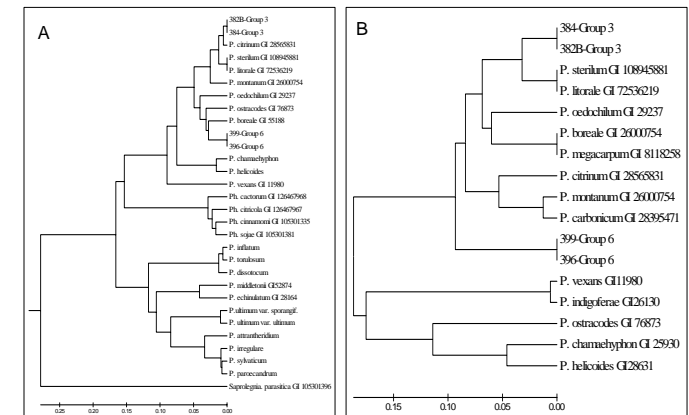 A
382B-Group 3
384-Group 3
P. citrinum GI 28565831
P. sterilum GI 108945881
P. litorale GI 72536219
P. montanum GI 26000754
P. oedochilum GI 29237
P. ostracodes GI 76873
P. boreale GI 55188
399-Group 6
396-Group 6
P. chamaehyphon
P. helicoides
P. vexans GI 11980
Ph. cactorum GI 126467968
Ph. citricola GI 126467967
Ph. cinnamomi GI 105301335
Ph. sojae GI 105301381
P. inflatum
P. torulosum
P. dissotocum
P. middletonii GI52874
P. echinulatum GI 28164
P.ultimum var. sporangif.
P. ultimum var. ultimum
P. attrantheridium
P. irregulare
P. sylvaticum
P. paroecandrum
Saprolegnia. parasitica GI 105301396
0.25 0.20 0.15 0.10 0.05 0.00
B
384-Group 3
382B-Group 3
P. sterilum GI 108945881
P. litorale GI 72536219
P. oedochilum GI 29237
P. boreale GI 26000754
P. megacarpum GI 8118258
P. citrinum GI 28565831
P. montanum GI 26000754
P. carbonicum GI 28395471
399-Group 6
396-Group 6
P. vexans GI11980
P. indigoferae GI26130
P. ostracodes GI 76873
P. chamaehyphon GI 25930
P. helicoides GI28631
0.15 0.10 0.05 0.00